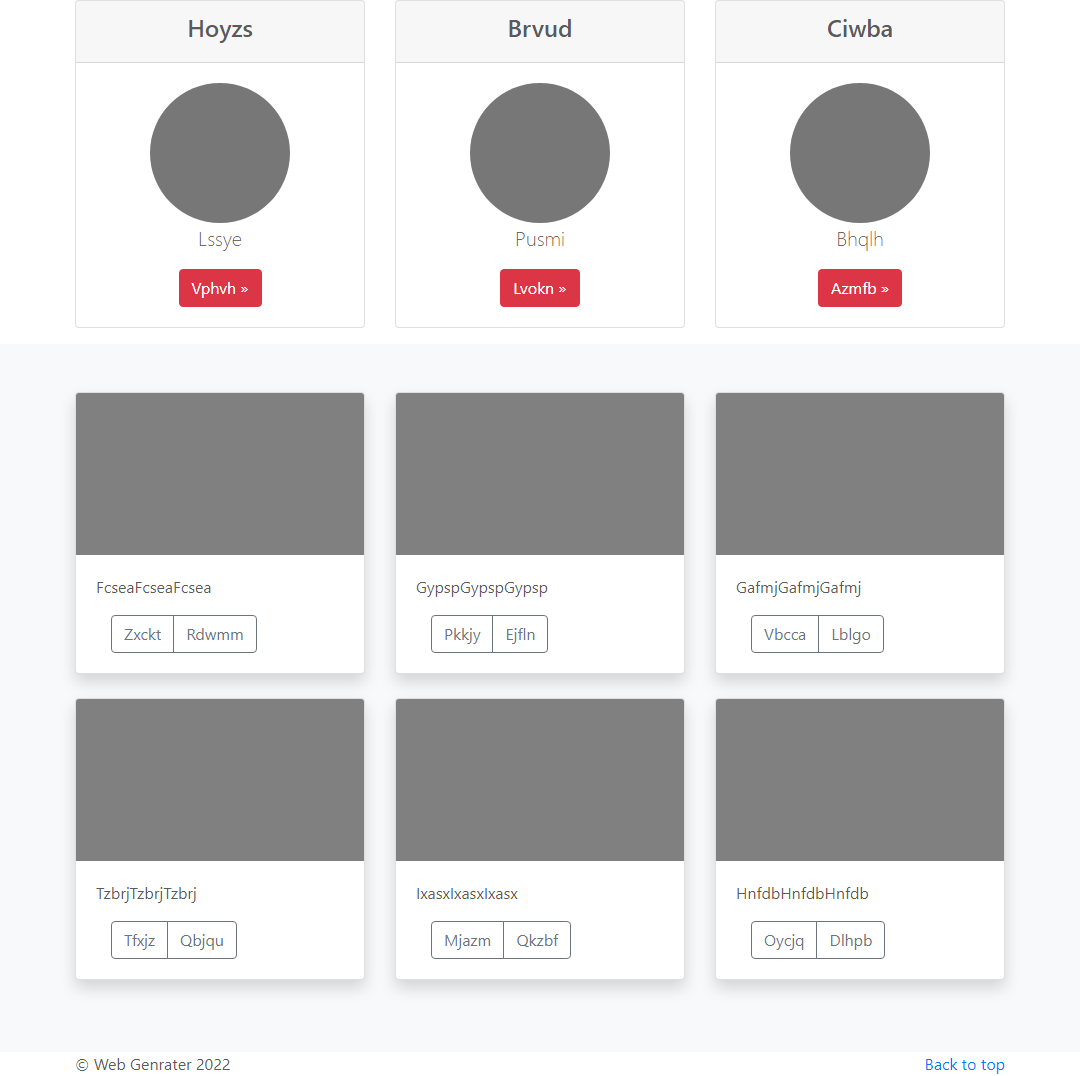 Hoyzs
Brvud
Ciwba
Lssye
Pusmi
Bhqlh
Vphvh »
Lvokn »
Azmfb »
FcseaFcseaFcsea
GypspGypspGypsp
GafmjGafmjGafmj
Zxckt Rdwmm
Pkkjy Ejfln
Vbcca Lblgo
TzbrjTzbrjTzbrj
IxasxIxasxIxasx
HnfdbHnfdbHnfdb
Tfxjz Qbjqu
Mjazm Qkzbf
Oycjq Dlhpb
© Web Genrater 2022
Back to top